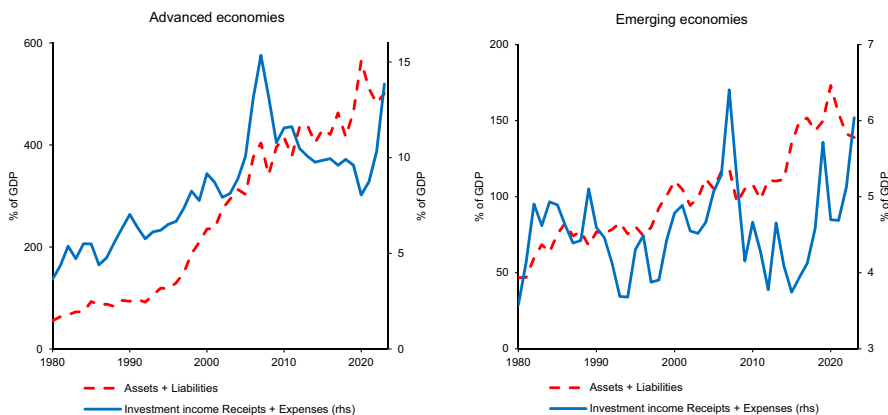 Advanced economies
600
400
200
0
% of GDP
15
10
5
0
% of GDP
1980
1990
2000
2010
2020
Assets + Liabilities
Investment income Receipts + Expenses (rhs)
Emerging economies
200
150
100
50
0
% of GDP
7
6
5
4
3
% of GDP
1980
1990
2000
2010
2020
Assets + Liabilities
Investment income Receipts + Expenses (rhs)